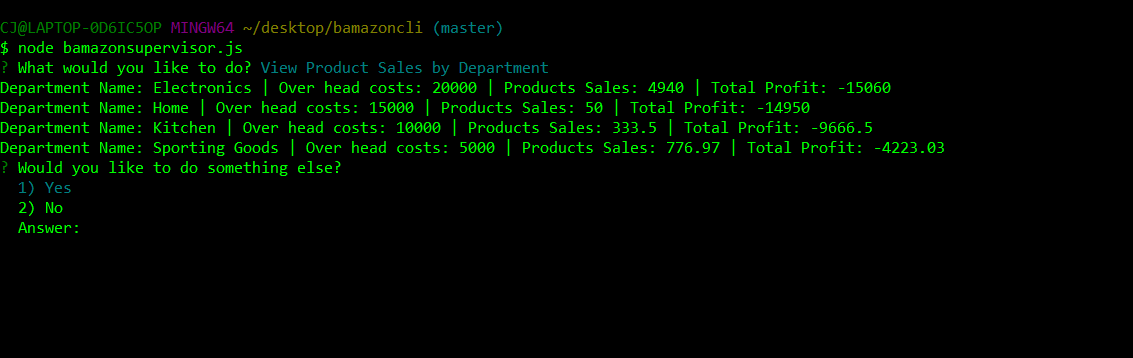 CJ@LAPTOP-0D6IC5OP MINGW64 ~/desktop/bamazoncli (master)
$ node bamazonsupervisor.js
? What would you like to do? View Product Sales by Department
Department Name: Electronics | Over head costs: 20000 | Products Sales: 4940 | Total Profit: -15060
Department Name: Home | Over head costs: 15000 | Products Sales: 50 | Total Profit: -14950
Department Name: Kitchen | Over head costs: 10000 | Products Sales: 333.5 | Total Profit: -9666.5
Department Name: Sporting Goods | Over head costs: 5000 | Products Sales: 776.97 | Total Profit: -4223.03
? Would you like to do something else?
  1) Yes
  2) No
  Answer: